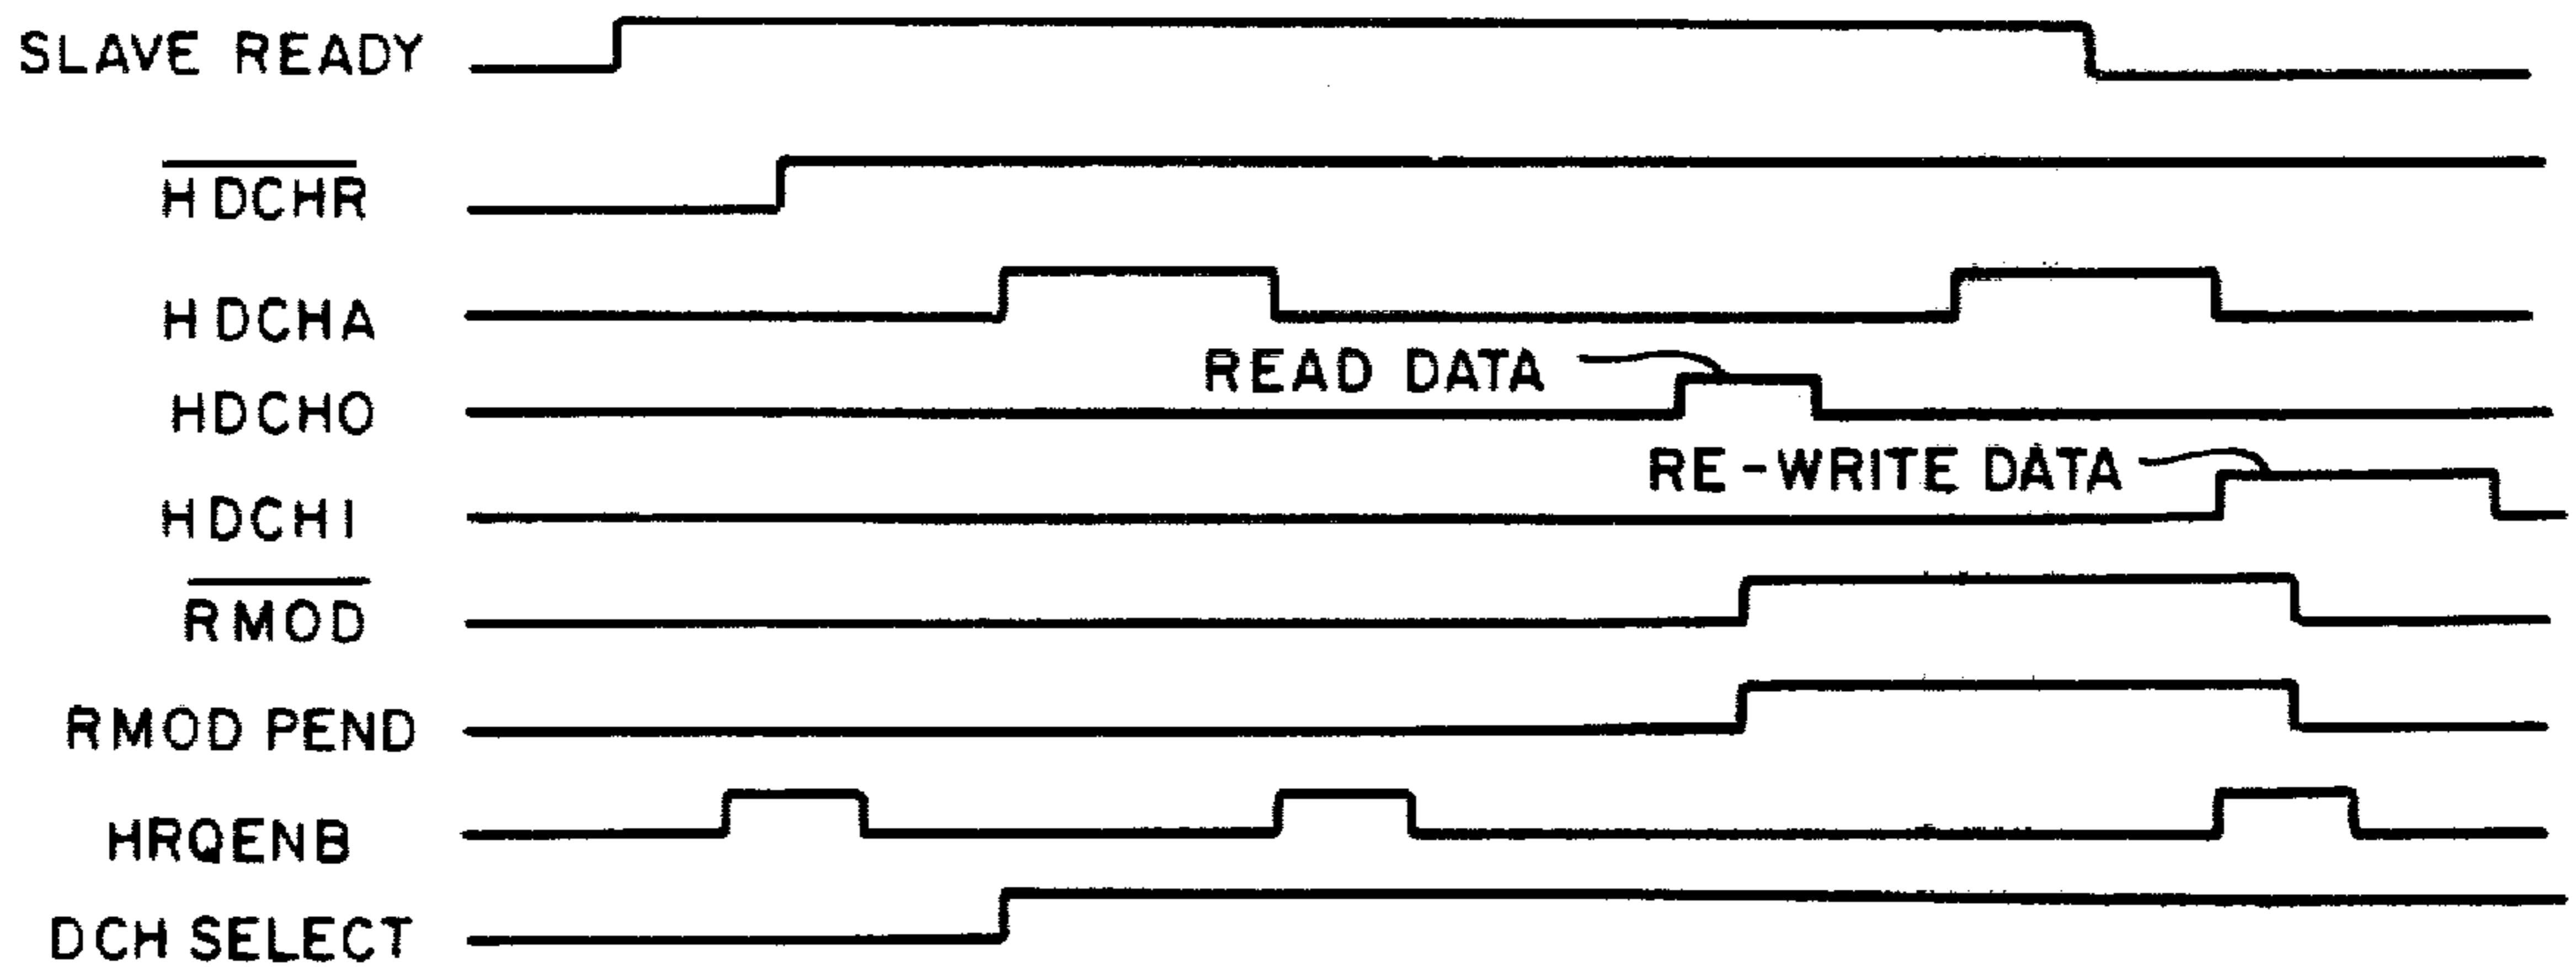 SLAVE READY
HDCHR
HDCHA
READ DATA
HDCHO
RE-WRITE DATA
HDCHI
RMOD
RMOD PEND
HRQENB
DCH SELECT